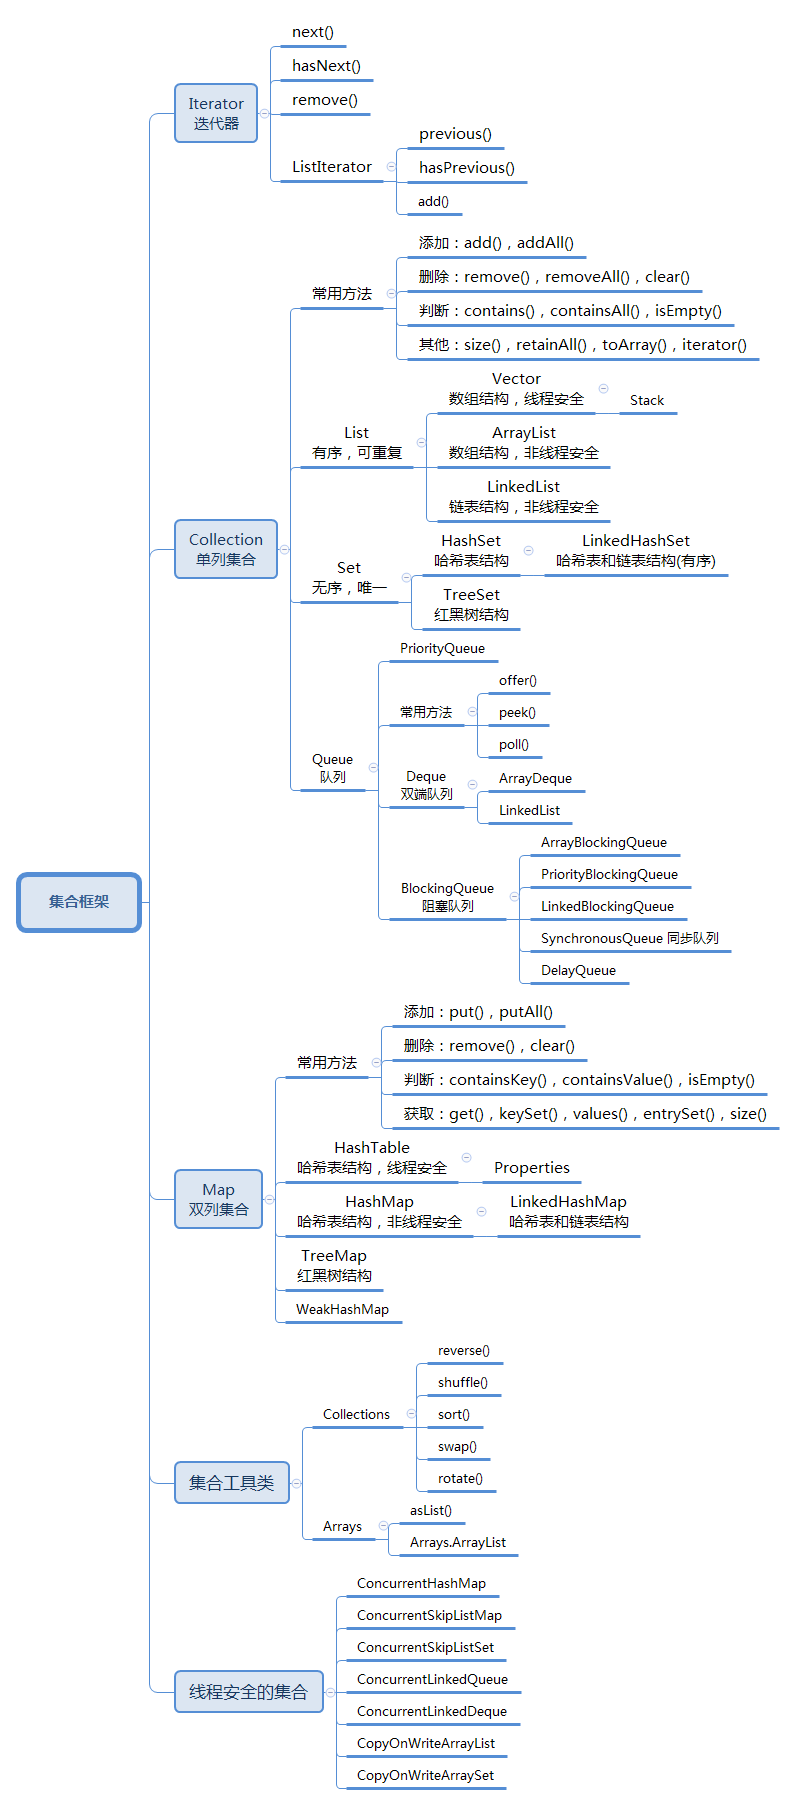 next()
hasNext()
Iterator
迭代器
remove()
ListIterator
previous()
hasPrevious()
add()
常用方法
添加：add()，addAll()
删除：remove()，removeAll()，clear()
判断：contains()，containsAll()，isEmpty()
其他：size()，retainAll()，toArray()，iterator()
Collection
单列集合
List
有序，可重复
Vector
数组结构，线程安全
Stack
ArrayList
数组结构，非线程安全
LinkedList
链表结构，非线程安全
Set
无序，唯一
HashSet
哈希表结构
LinkedHashSet
哈希表和链表结构(有序)
TreeSet
红黑树结构
Queue
队列
PriorityQueue
常用方法
offer()
peek()
poll()
Deque
双端队列
ArrayDeque
LinkedList
BlockingQueue
阻塞队列
ArrayBlockingQueue
PriorityBlockingQueue
LinkedBlockingQueue
SynchronousQueue 同步队列
DelayQueue
集合框架
Map
双列集合
常用方法
添加：put()，putAll()
删除：remove()，clear()
判断：containsKey()，containsValue()，isEmpty()
获取：get()，keySet()，values()，entrySet()，size()
HashTable
哈希表结构，线程安全
Properties
HashMap
哈希表结构，非线程安全
LinkedHashMap
哈希表和链表结构
TreeMap
红黑树结构
WeakHashMap
集合工具类
Collections
reverse()
shuffle()
sort()
swap()
rotate()
Arrays
asList()
Arrays.ArrayList
线程安全的集合
ConcurrentHashMap
ConcurrentSkipListMap
ConcurrentSkipListSet
ConcurrentLinkedQueue
ConcurrentLinkedDeque
CopyOnWriteArrayList
CopyOnWriteArraySet